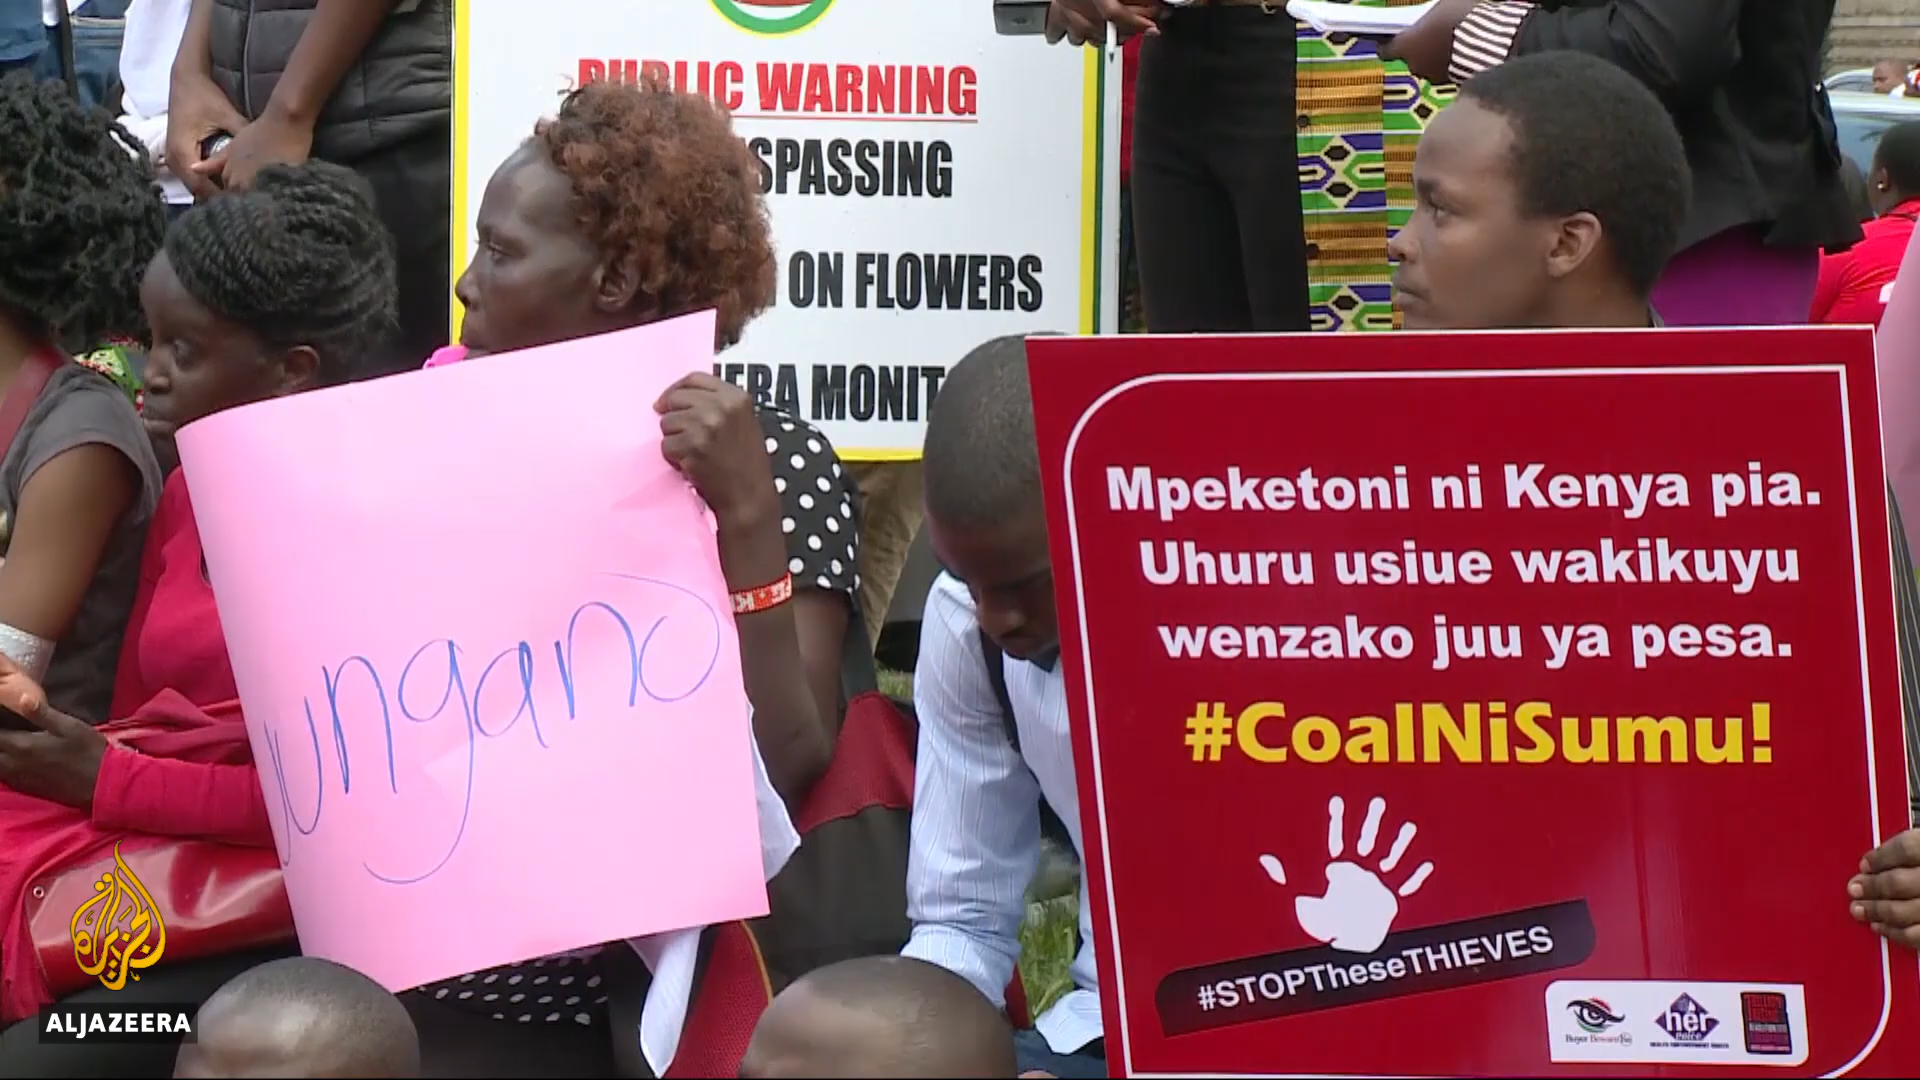 PUBLIC WARNING
SPASSING
ON FLOWERS
MONIT
ungano
Mpeketoni ni Kenya pia.
Uhuru usiue wakikuyu
wenzako juu ya pesa.
#CoalNiSumu!
#STOPTheseTHIEVES
her
الجزيرة
ALJAZEERA